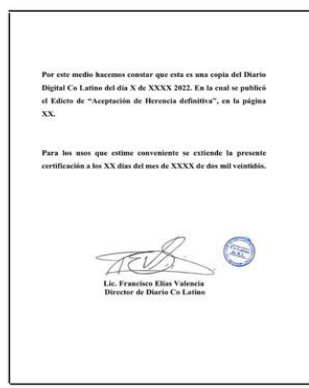 Por este medio hacemos constar que esta es una copia del Diario
Digital Co Latino del día X de XXXX 2022. En la cual se publicó
el Edicto de “Aceptación de Herencia definitiva”, en la página
XX.
Para los usos que estime conveniente se extiende la presente
certificación a los XX días del mes de XXXX de dos mil veintidós.
Lic. Francisco Elías Valencia
Director de Diario Co Latino